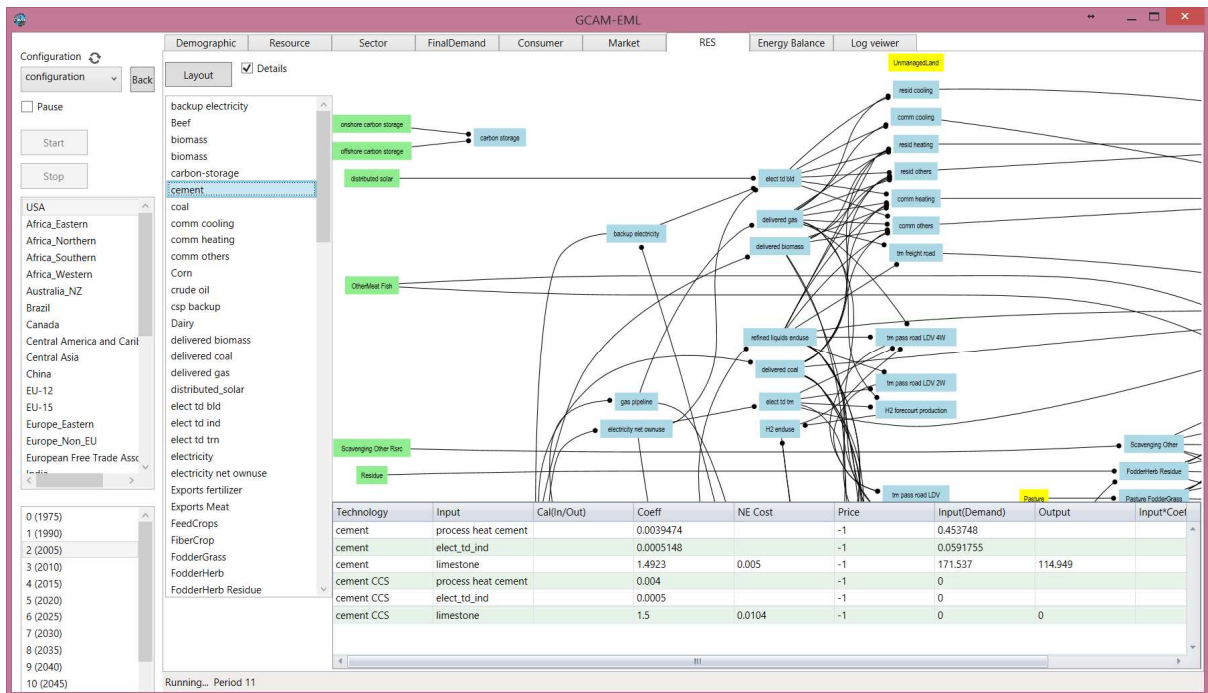 GCAM-EML
Demographic Resource Sector FinalDemand Consumer Market RES Energy Balance Log veiwer
Configuration
configuration
Back
Pause
Start
Stop
USA
Africa_Eastern
Africa_Northern
Africa_Southern
Africa_Western
Australia_NZ
Brazil
Canada
Central America and Carib
Central Asia
China
EU-12
EU-15
Europe_Eastern
Europe_Non_EU
European Free Trade Assc
India
0 (1975)
1 (1990)
2 (2005)
3 (2010)
4 (2015)
5 (2020)
6 (2025)
7 (2030)
8 (2035)
9 (2040)
10 (2045)
Layout
Details
backup electricity
Beef
biomass
biomass
carbon-storage
cement
coal
comm cooling
comm heating
comm others
Corn
crude oil
csp backup
Dairy
delivered biomass
delivered coal
delivered gas
distributed_solar
elect td bld
elect td ind
elect td trn
electricity
electricity net ownuse
Exports fertilizer
Exports Meat
FeedCrops
FiberCrop
FodderGrass
FodderHerb
FodderHerb Residue
UnmanagedLand
resid cooling
onshore carbon storage
comm cooling
carbon storage
offshore carbon storage
resid heating
distributed solar
elect td bld
resid others
comm heating
delivered gas
comm others
backup electricity
delivered biomass
trn freight road
OtherMeat Fish
refined liquids enduse
trn pass road LDV 4W
delivered coal
trn pass road LDV 2W
gas pipeline
elect td trn
H2 forecourt production
electricity net ownuse
H2 enduse
Scavenging Other Rsrc
Scavenging Other
Residue
FodderHerb Residue
trn pass road LDV
Pasture
Pasture FodderGrass
Technology Input Cal(In/Out) Coeff NE Cost Price Input(Demand) Output Input*Coef
cement process heat cement 0.0039474 -1 0.453748
cement elect_td_ind 0.0005148 -1 0.0591755
cement limestone 1.4923 0.005 -1 171.537 114.949
cement CCS process heat cement 0.004 -1 0
cement CCS elect_td_ind 0.0005 -1 0
cement CCS limestone 1.5 0.0104 -1 0 0
Running... Period 11